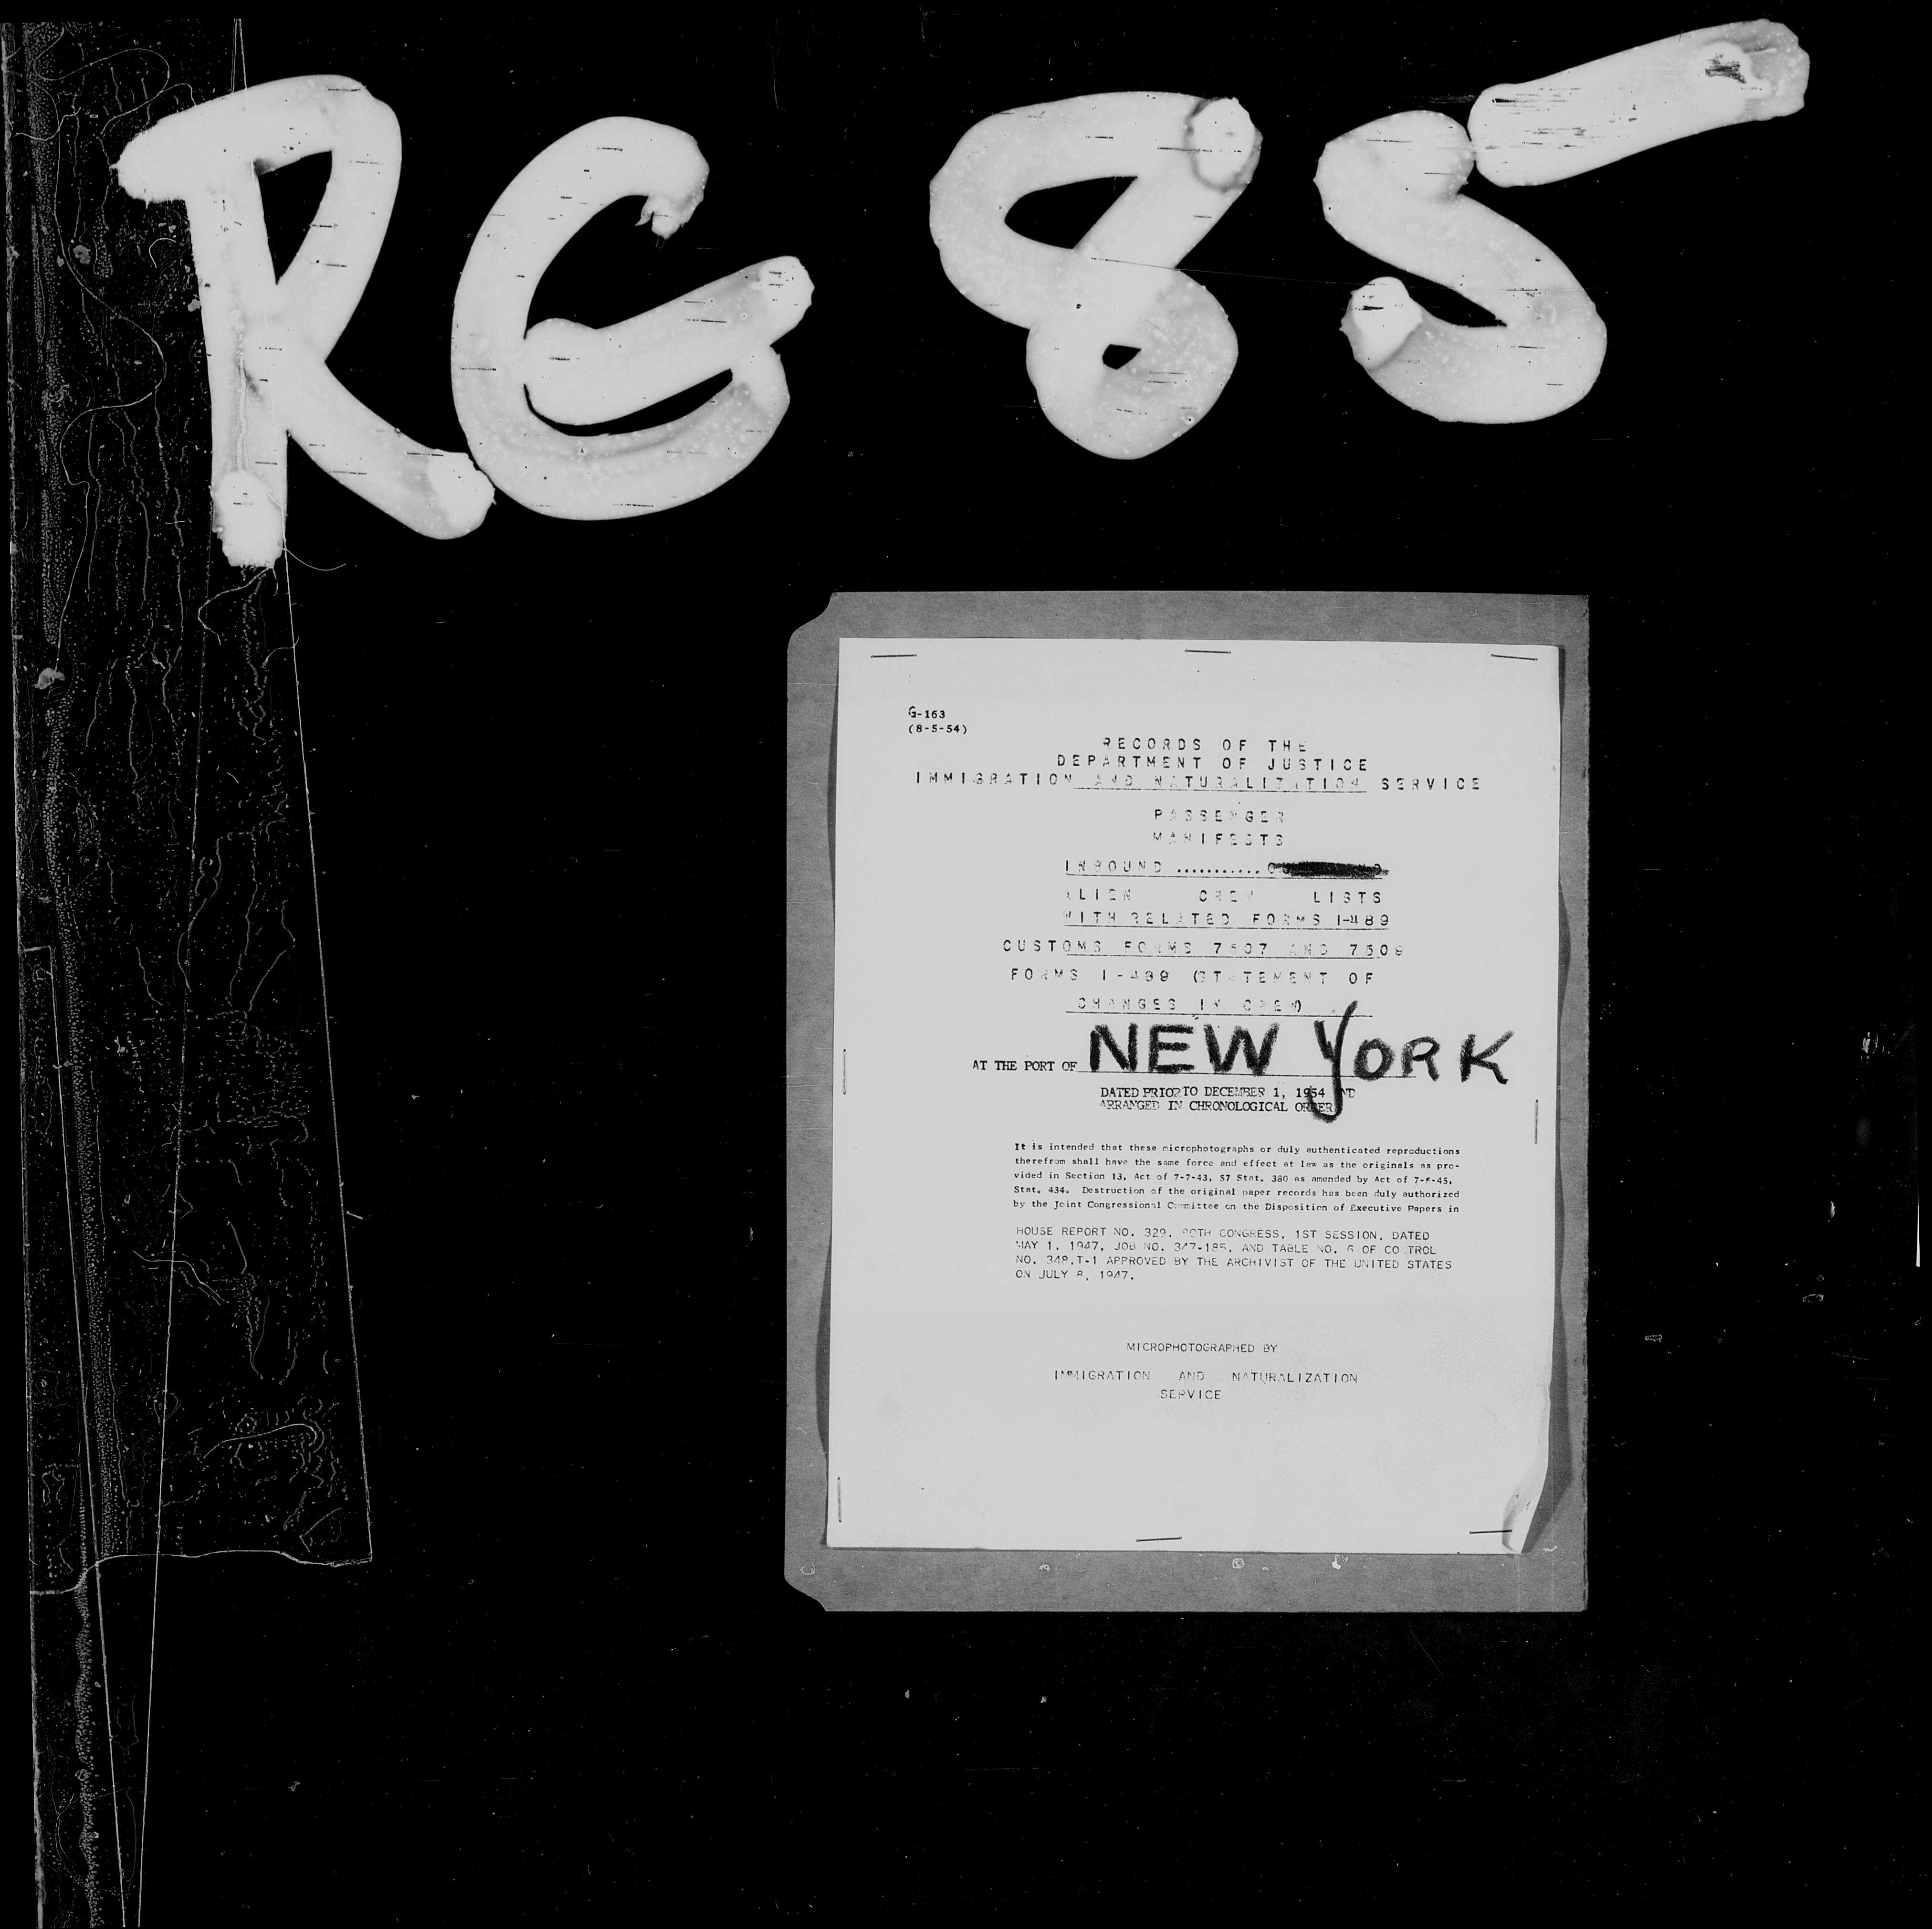 RG 85
G-163
(8-5-54)
RECORDS OF THE
DEPARTMENT OF JUSTICE
IMMIGRATION AND NATURALIZATION SERVICE
PASSENGER
MANIFESTS
INBOUND ...........
ALIEN CREW LISTS
WITH RELATED FORMS I-489
CUSTOMS FORMS 7507 AND 7509
FORMS I-489 (STATEMENT OF
CHANGES IN CREW)
AT THE PORT OF NEW YORK
DATED PRIOR TO DECEMBER 1, 1954 AND
ARRANGED IN CHRONOLOGICAL ORDER
It is intended that these microphotographs or duly authenticated reproductions
therefrom shall have the same force and effect at law as the originals as pro-
vided in Section 13, Act of 7-7-43, 57 Stat. 380 as amended by Act of 7-6-45,
Stat. 434. Destruction of the original paper records has been duly authorized
by the Joint Congressional Committee on the Disposition of Executive Papers in
HOUSE REPORT NO. 329, 80TH CONGRESS, 1ST SESSION, DATED
MAY 1, 1947, JOB NO. 347-185, AND TABLE NO. 6 OF CONTROL
NO. 348.T-1 APPROVED BY THE ARCHIVIST OF THE UNITED STATES
ON JULY 8, 1947.
MICROPHOTOGRAPHED BY
IMMIGRATION AND NATURALIZATION
SERVICE